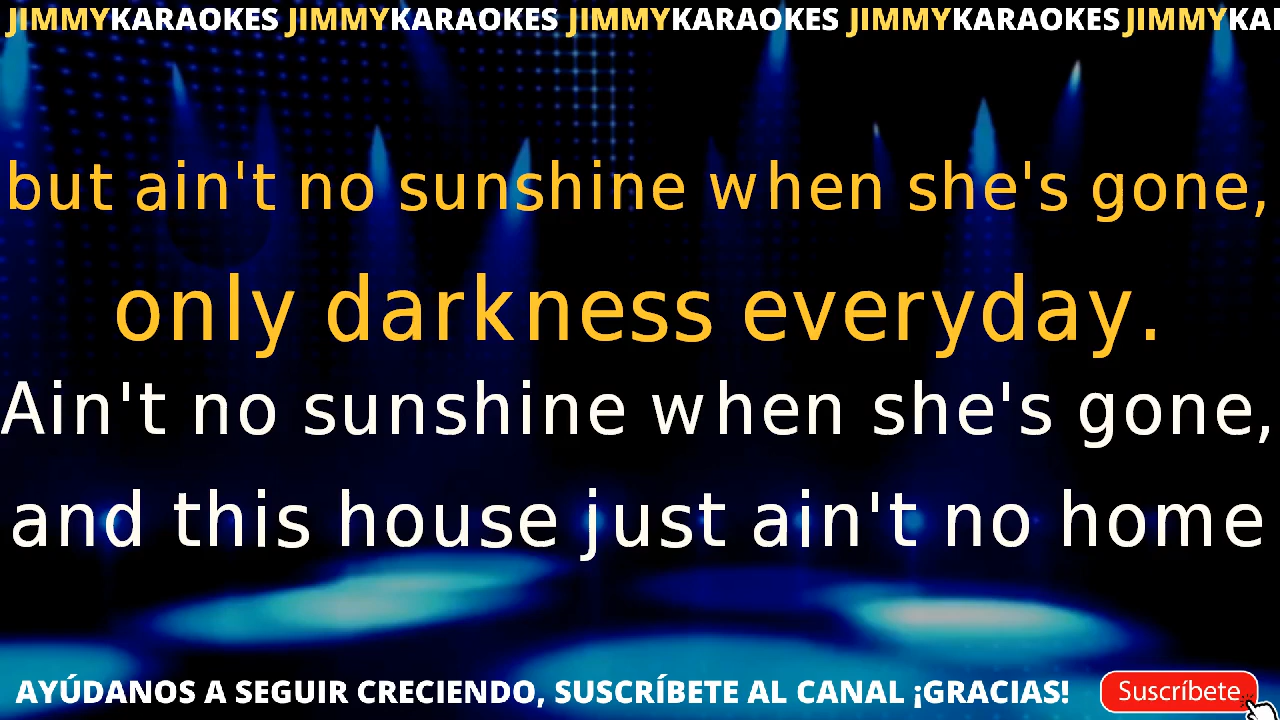 JIMMYKARAOKES JIMMYKARAOKES JIMMYKARAOKES JIMMYKARAOKES JIMMYKA
but ain't no sunshine when she's gone,
only darkness everyday.
Ain't no sunshine when she's gone,
and this house just ain't no home
AYÚDANOS A SEGUIR CRECIENDO, SUSCRÍBETE AL CANAL ¡GRACIAS!
Suscríbete